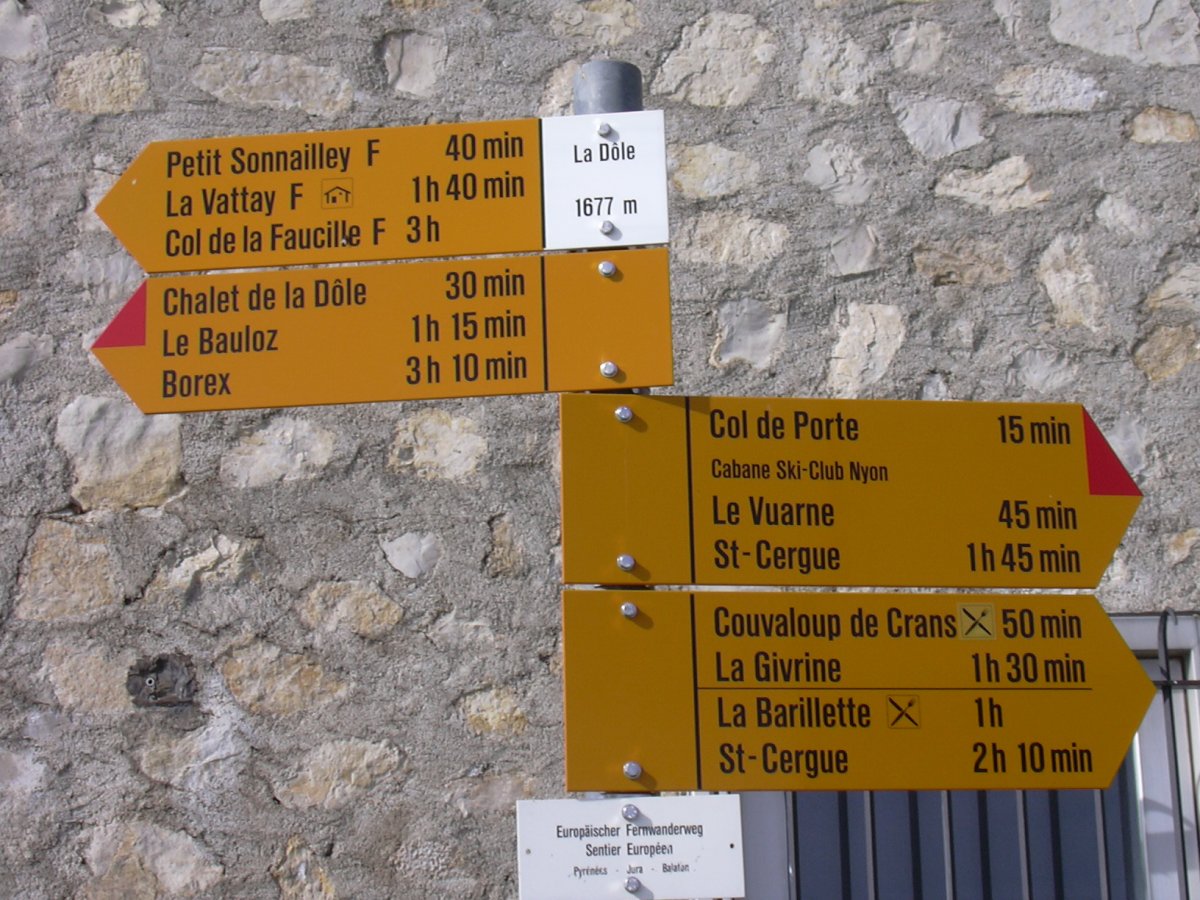 La Dôle
1677 m
Petit Sonnailley F 40 min
La Vattay F 1h 40 min
Col de la Faucille F 3h
Chalet de la Dôle 30 min
Le Bauloz 1h 15 min
Borex 3h 10 min
Col de Porte 15 min
Cabane Ski-Club Nyon
Le Vuarne 45 min
St-Cergue 1h 45 min
Couvaloup de Crans 50 min
La Givrine 1h 30 min
La Barillette 1h
St-Cergue 2h 10 min
Europäischer Fernwanderweg
Sentier Européen
Pyrénées - Jura - Balaton